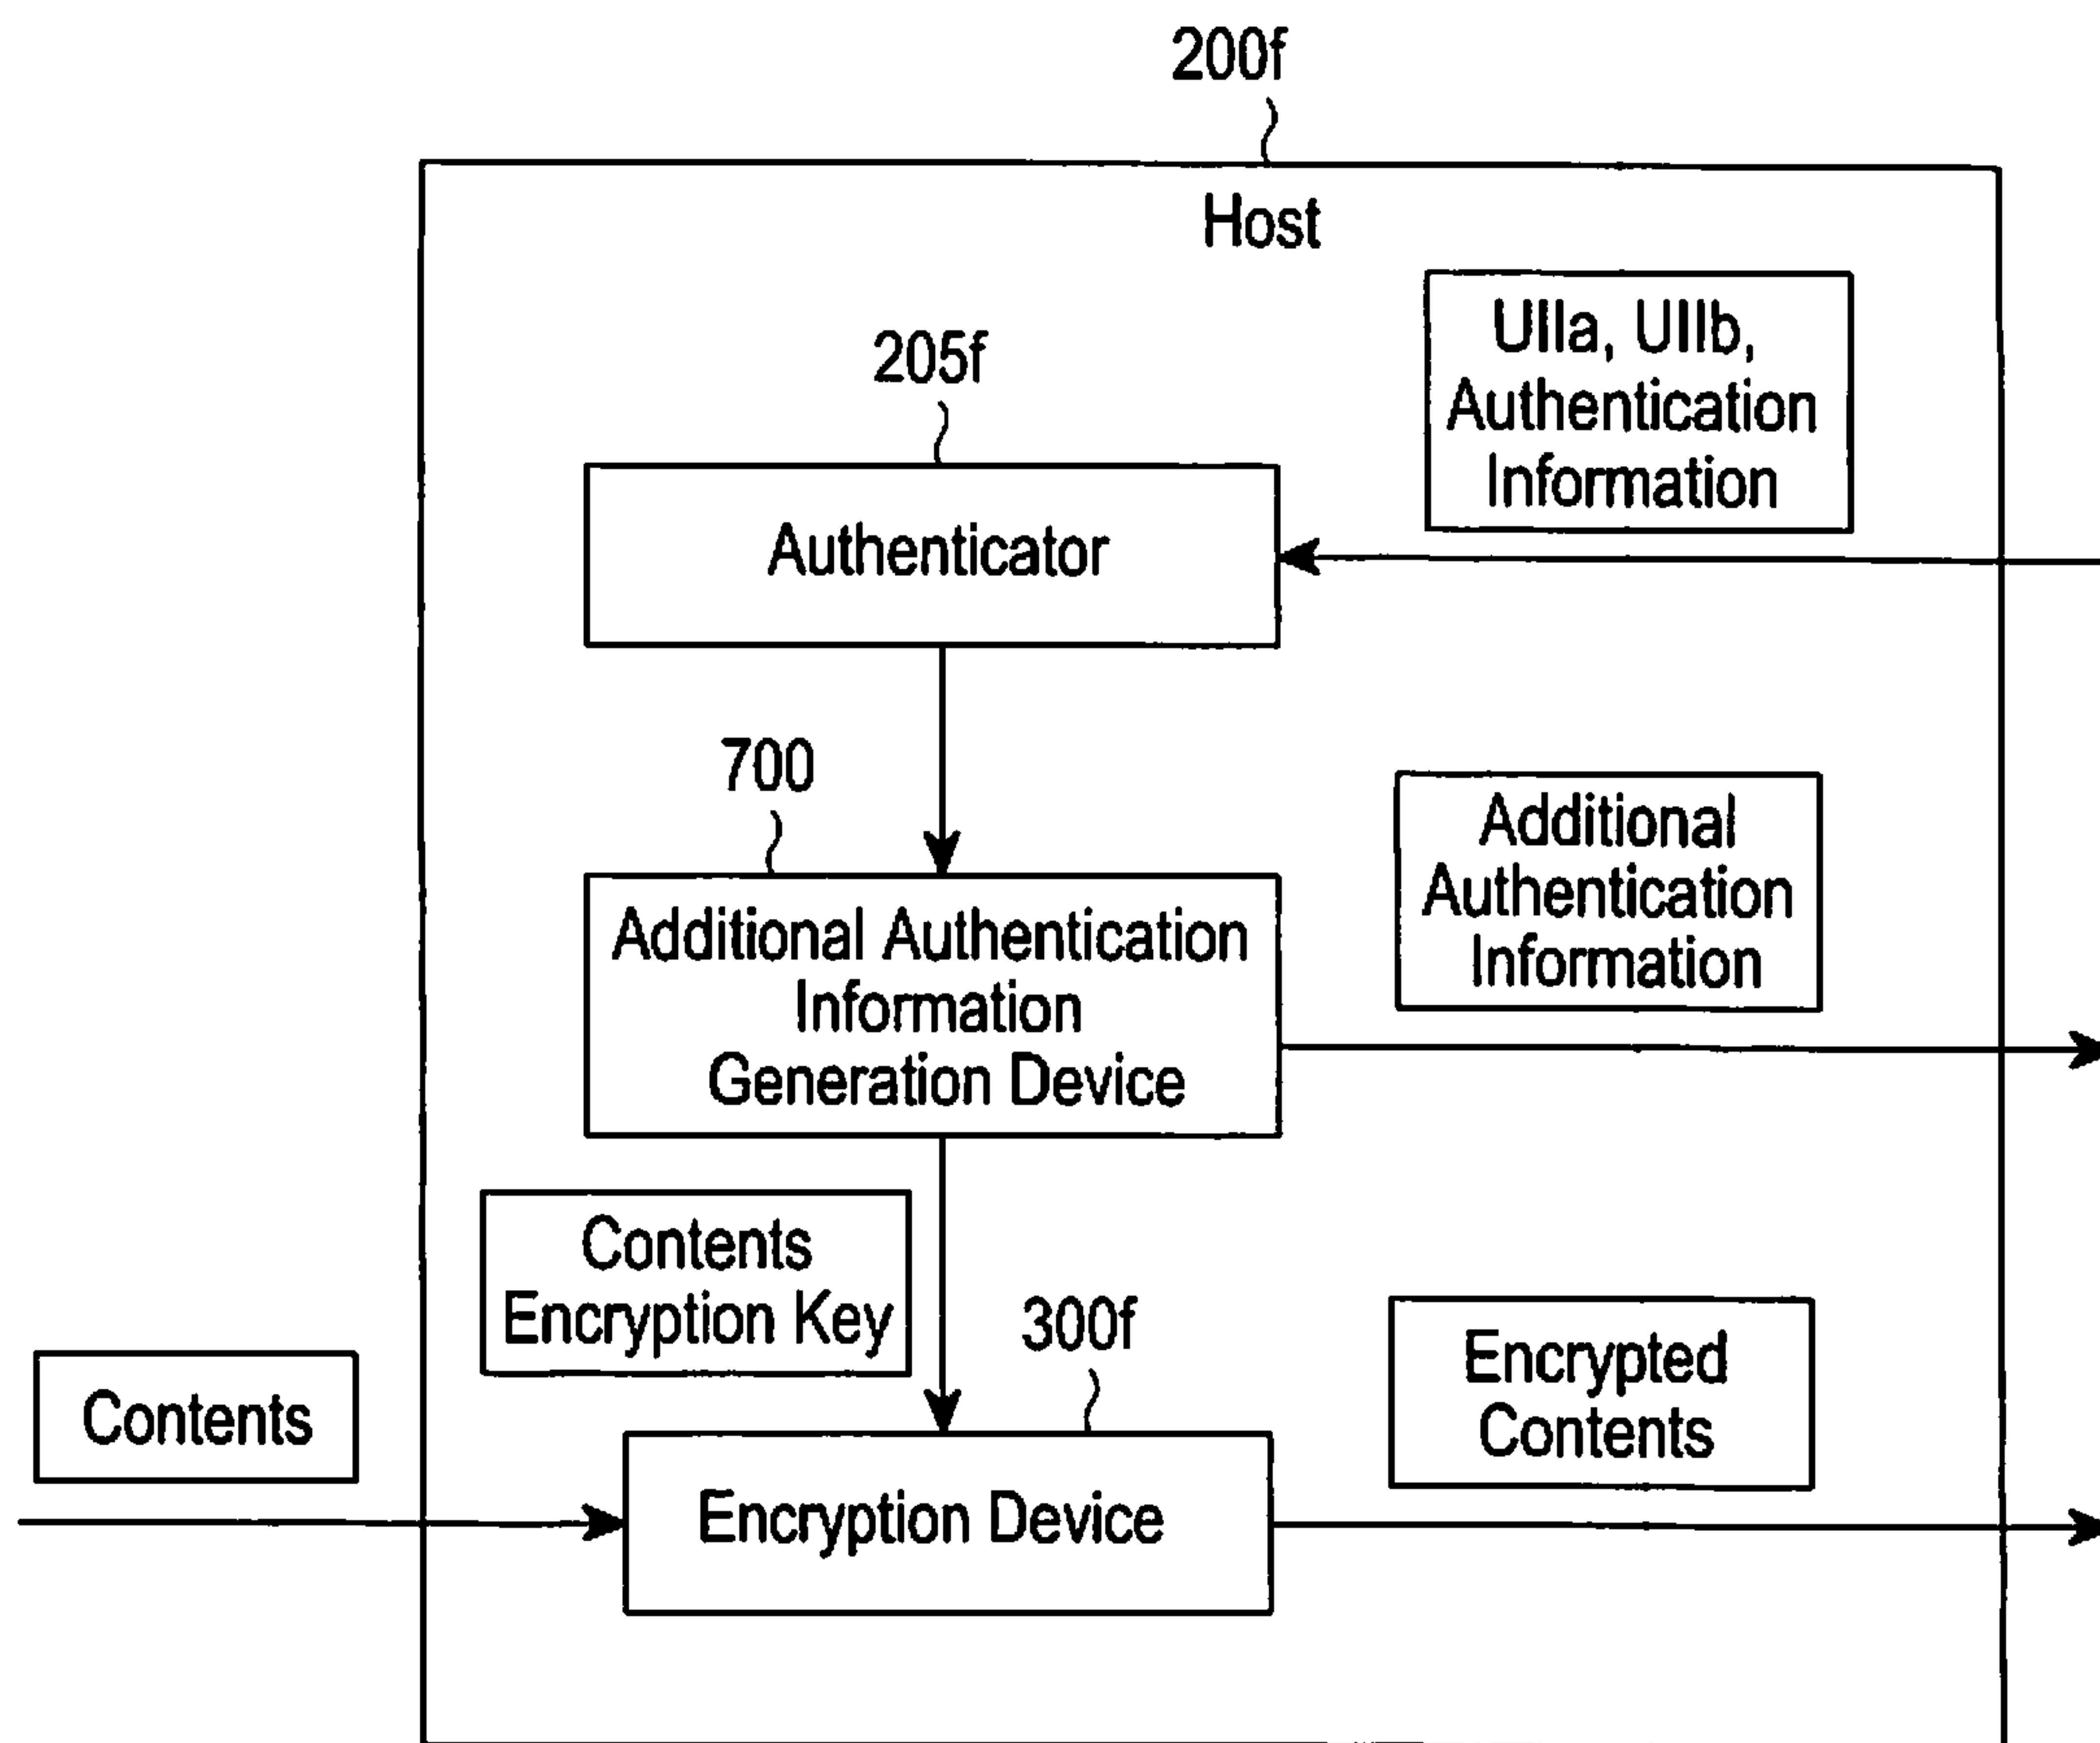 200f
Host
UIIa, UIIb,
Authentication
Information
205f
Authenticator
700
Additional
Authentication
Information
Additional Authentication
Information
Generation Device
Contents
Encryption Key
300f
Encrypted
Contents
Contents
Encryption Device